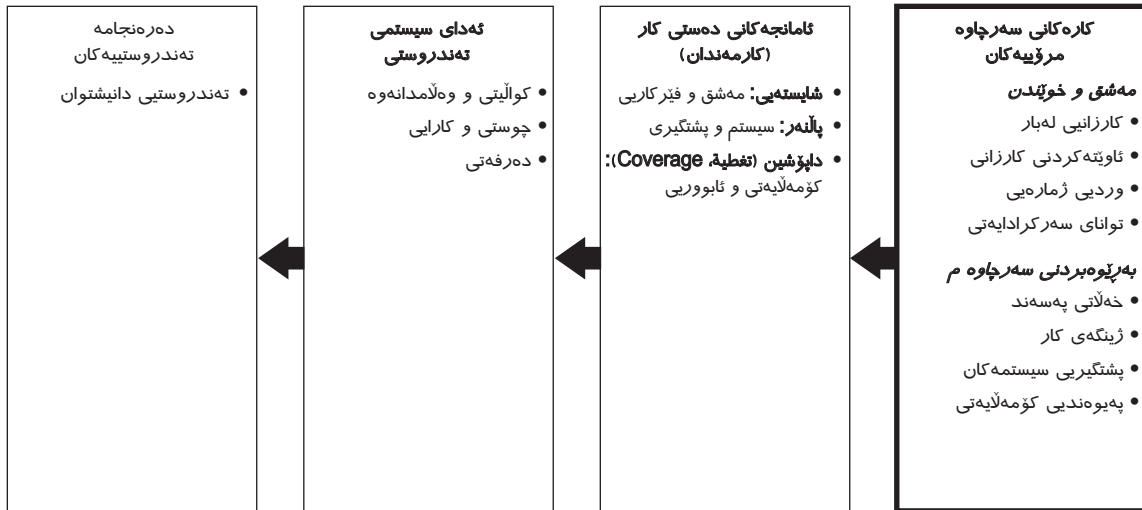 کارەکانی سەرچاوە
مرۆییەکان
مەشق و خوێندن
• کارزانیی لەبار
• ئاوێتەکردنی کارزانی
• وردیی ژمارەیی
• توانای سەرکرادایەتی
بەڕێوەبردنی سەرچاوە م
• خەڵاتی پەسەند
• ژینگەی کار
• پشتگیریی سیستمەکان
• پەیوەندیی کۆمەڵایەتی
ئامانجەکانی دەستی کار
(کارمەندان)
• شایستەیی: مەشق و فێرکاریی
• پاڵنەر: سیستم و پشتگیری
• داپۆشین (تغطیة، Coverage):
کۆمەڵایەتی و ئابووریی
ئەدای سیستمی
تەندروستی
• کواڵیتی و وەڵامدانەوە
• چوستی و کارایی
• دەرفەتی
دەرەنجامە
تەندروستییەکان
• تەندروستیی دانیشتوان